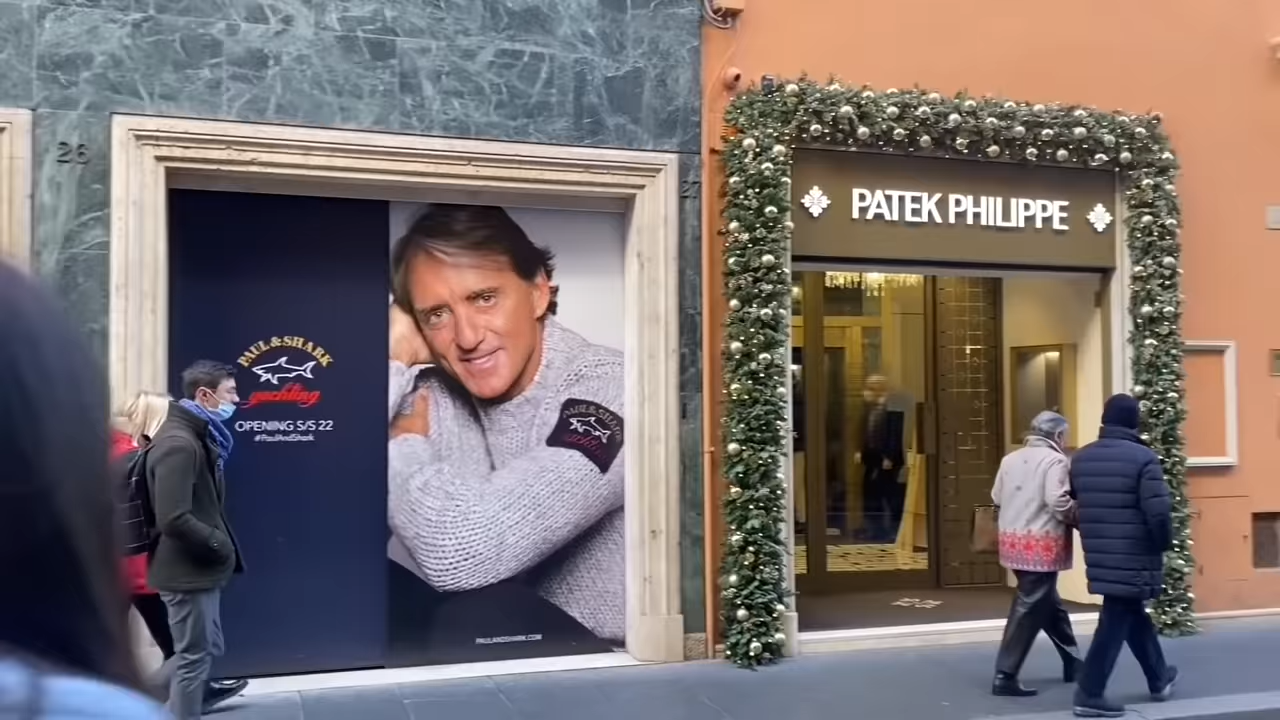 26
27
PAUL & SHARK
yachting
OPENING S/S 22
#PaulAndShark
PAUL & SHARK
PAULANDSHARK.COM
PATEK PHILIPPE